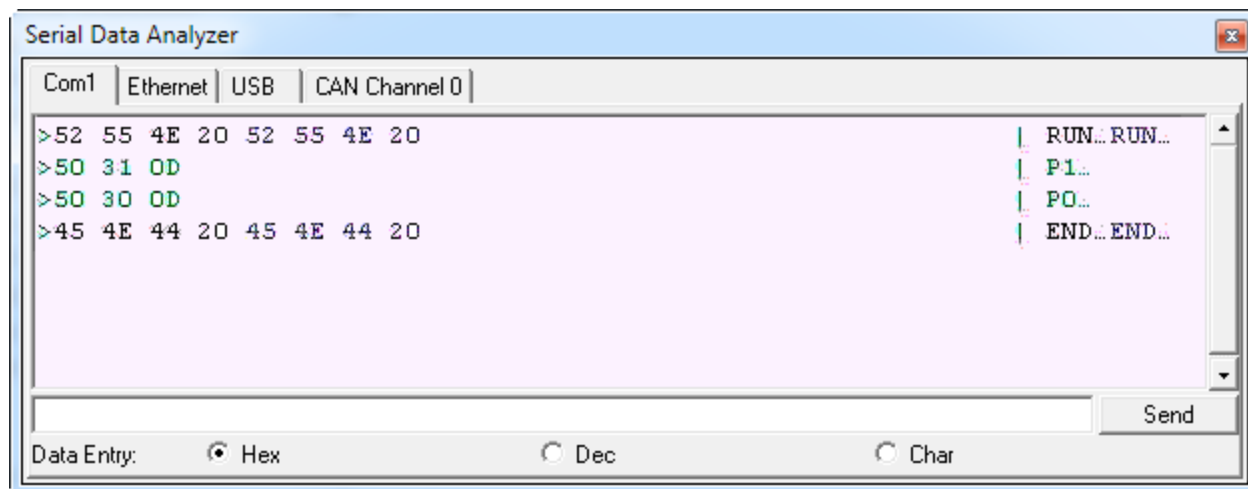 Serial Data Analyzer
Com1 Ethernet USB CAN Channel 0
>52 55 4E 20 52 55 4E 20 | RUN..RUN..
>50 31 0D | P1..
>50 30 0D | P0..
>45 4E 44 20 45 4E 44 20 | END..END..
Send
Data Entry: Hex Dec Char